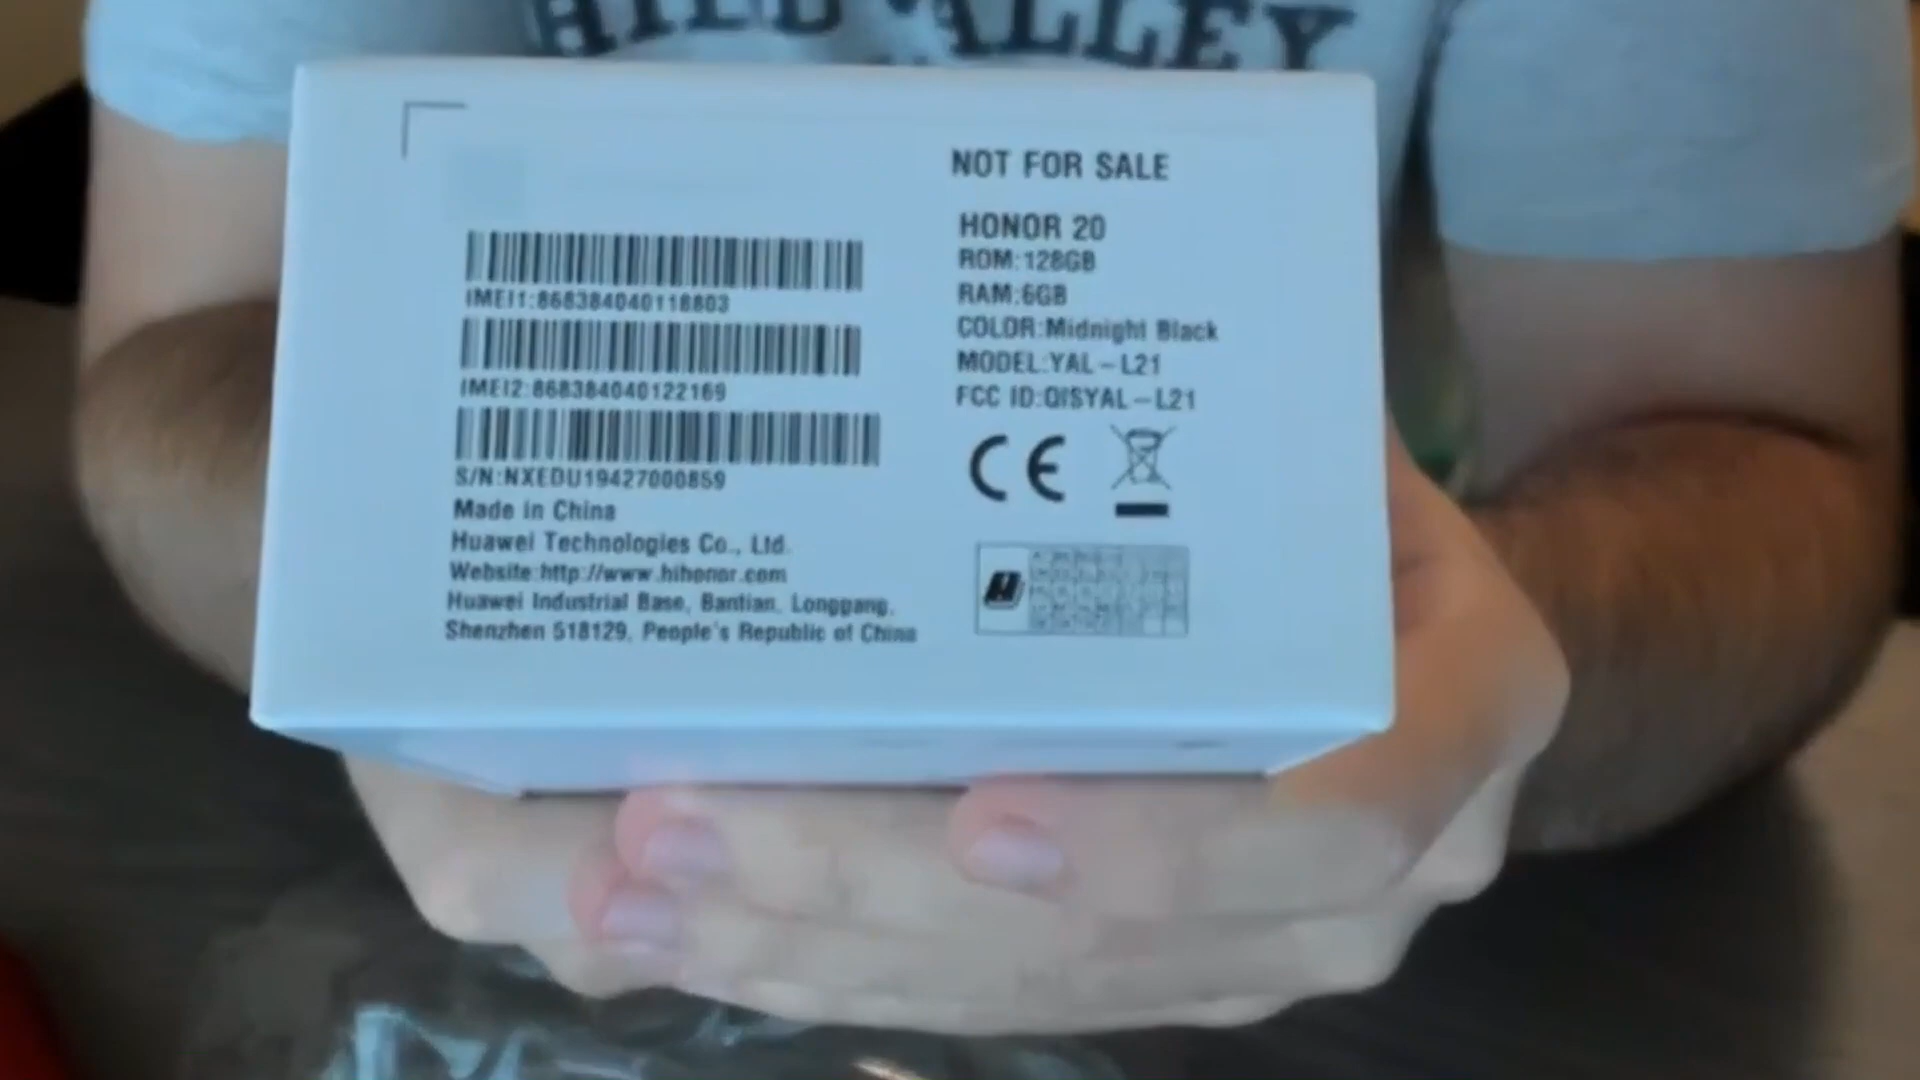 ALLEY
NOT FOR SALE
HONOR 20
ROM:128GB
RAM:6GB
COLOR:Midnight Black
MODEL:YAL-L21
FCC ID:QISYAL-L21
CE
IMEI1:868384040118803
IMEI2:868384040122169
S/N:NXEDU19427000859
Made in China
Huawei Technologies Co., Ltd.
Website:http://www.hihonor.com
Huawei Industrial Base, Bantian, Longgang,
Shenzhen 518129, People's Republic of China